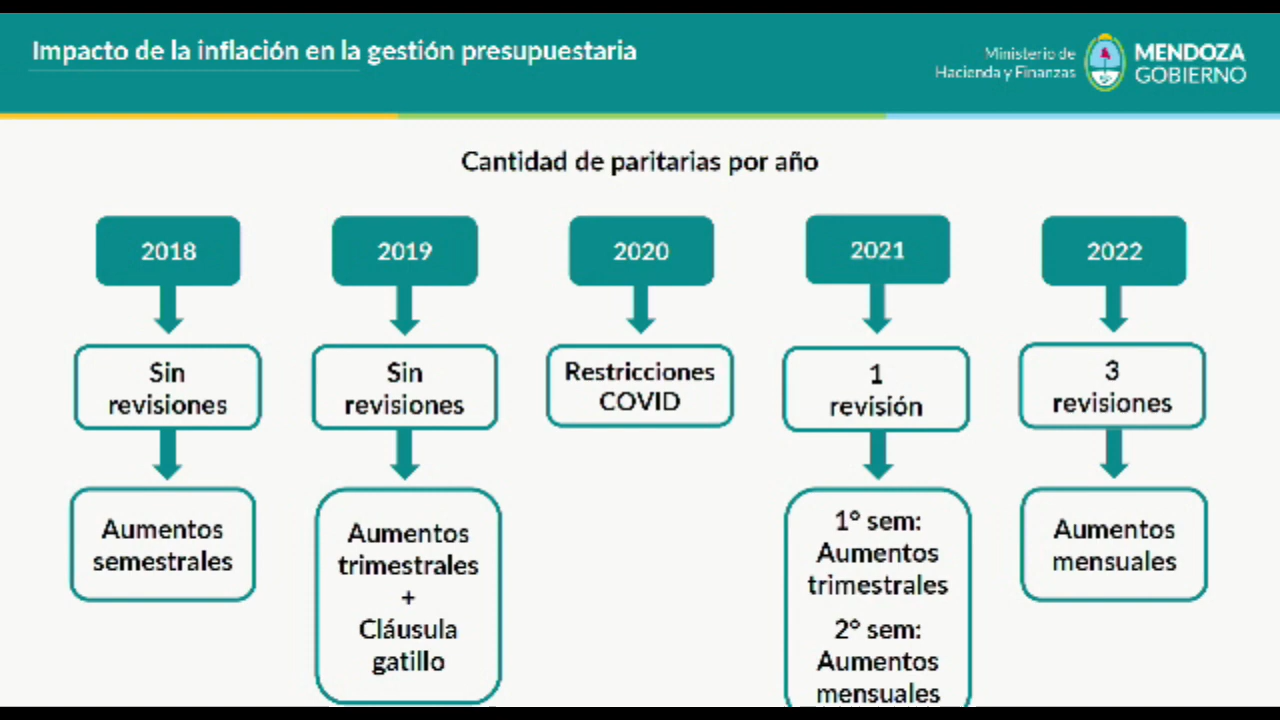 Impacto de la inflación en la gestión presupuestaria
Ministerio de
Hacienda y Finanzas
MENDOZA
GOBIERNO
Cantidad de paritarias por año
2018
2019
2020
2021
2022
Sin
revisiones
Sin
revisiones
Restricciones
COVID
1
revisión
3
revisiones
Aumentos
semestrales
Aumentos
trimestrales
+
Cláusula
gatillo
1° sem:
Aumentos
trimestrales
2° sem:
Aumentos
mensuales
Aumentos
mensuales